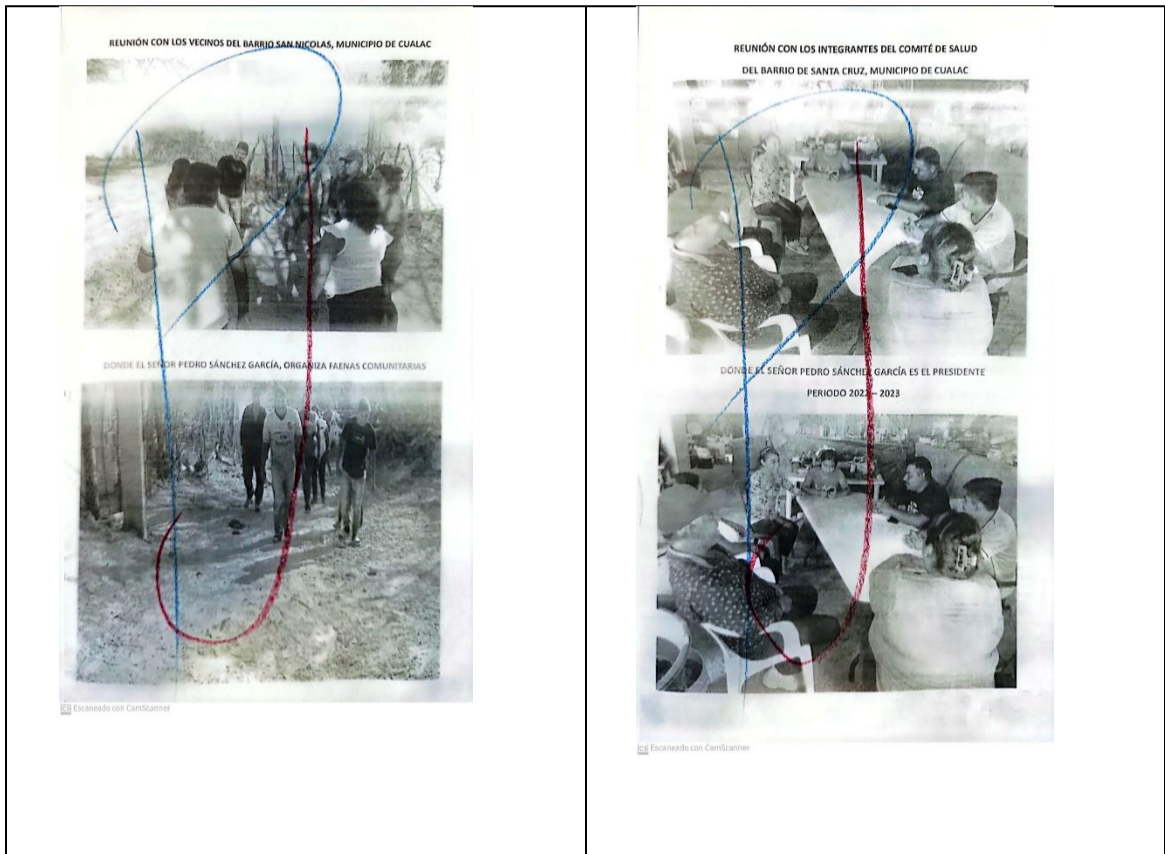 REUNIÓN CON LOS VECINOS DEL BARRIO SAN NICOLAS, MUNICIPIO DE CUALAC
DONDE EL SEÑOR PEDRO SÁNCHEZ GARCÍA, ORGANIZA FAENAS COMUNITARIAS
CS Escaneado con CamScanner
REUNIÓN CON LOS INTEGRANTES DEL COMITÉ DE SALUD
DEL BARRIO DE SANTA CRUZ, MUNICIPIO DE CUALAC
DONDE EL SEÑOR PEDRO SÁNCHEZ GARCÍA ES EL PRESIDENTE
PERIODO 2022 – 2023
CS Escaneado con CamScanner